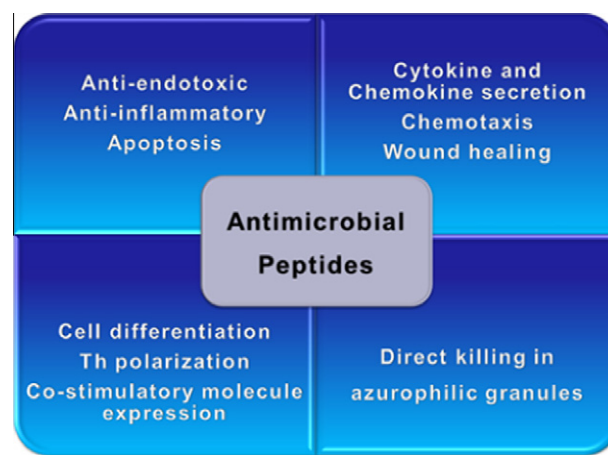 Anti-endotoxic
Anti-inflammatory
Apoptosis
Cytokine and
Chemokine secretion
Chemotaxis
Wound healing
Antimicrobial
Peptides
Cell differentiation
Th polarization
Co-stimulatory molecule
expression
Direct killing in
azurophilic granules